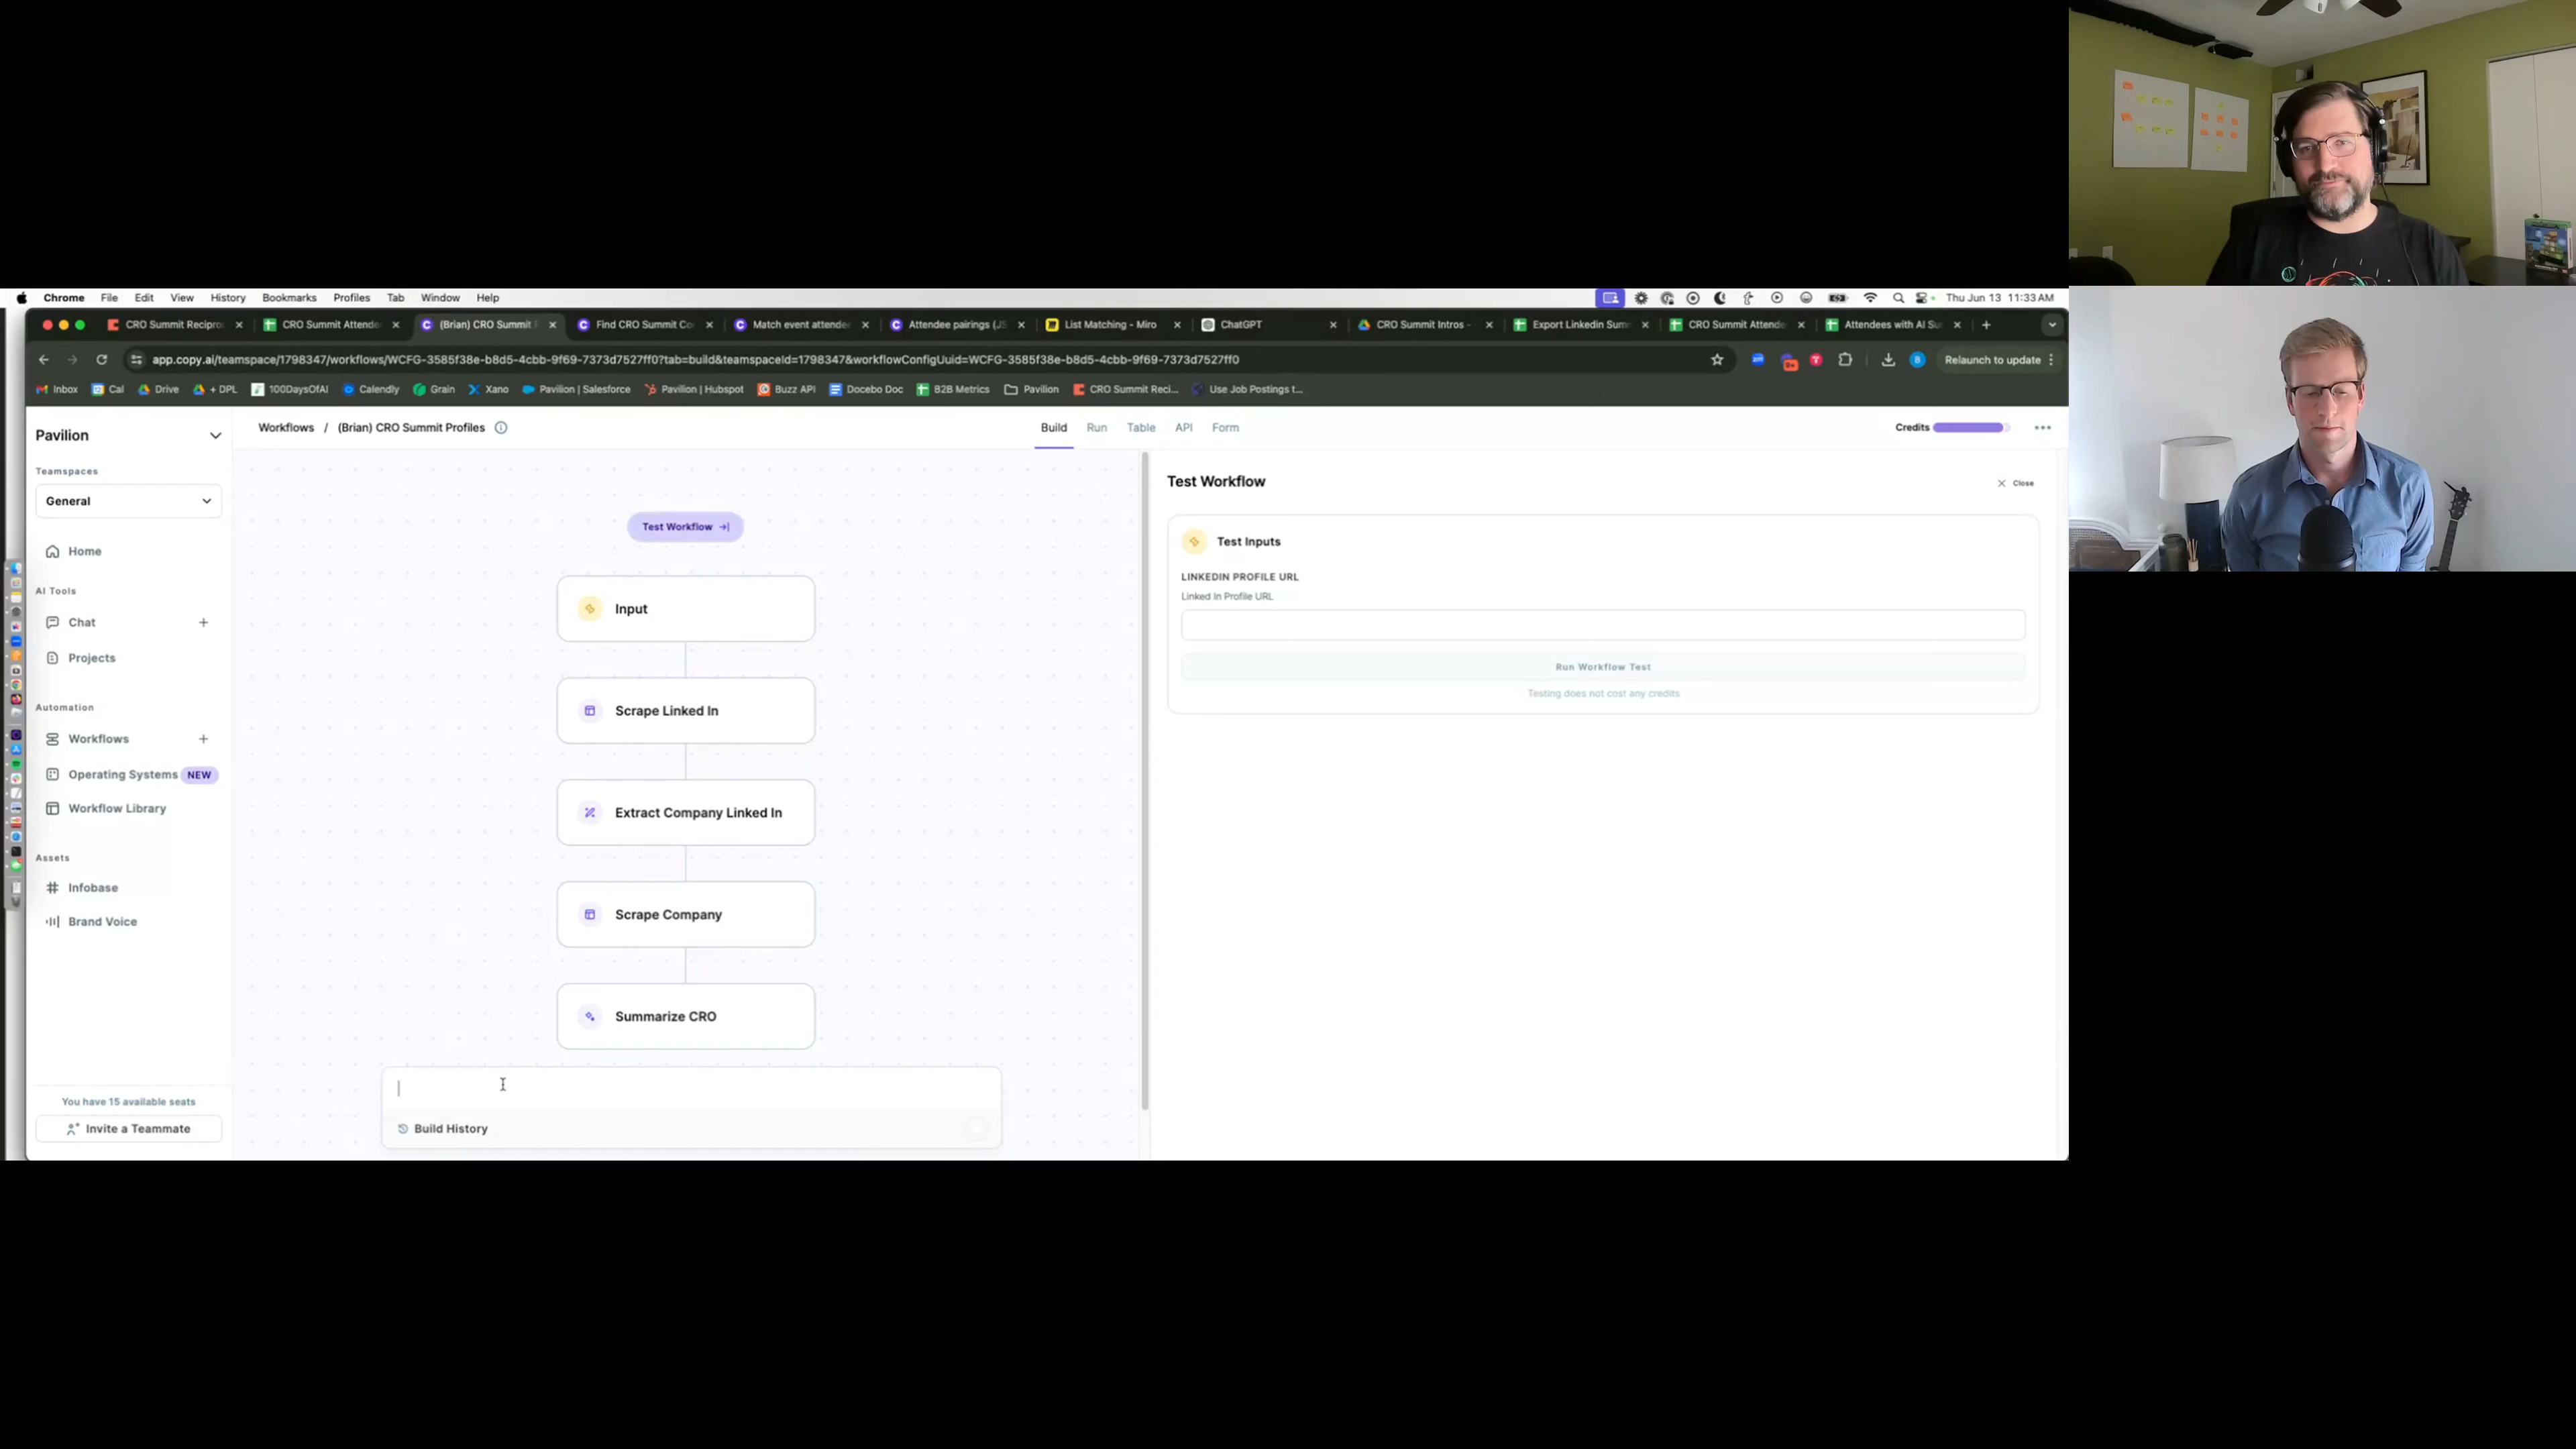 Chrome File Edit View History Bookmarks Profiles Tab Window Help
Thu Jun 13 11:33 AM
CRO Summit Recipro
CRO Summit Attende
(Brian) CRO Summit P
Find CRO Summit Co
Match event attende
Attendee pairings (JS
List Matching - Miro
ChatGPT
CRO Summit Intros -
Export Linkedin Sum
CRO Summit Attende
Attendees with AI Su
app.copy.ai/teamspace/1798347/workflows/WCFG-3585f38e-b8d5-4cbb-9f69-7373d7527ff0?tab=build&teamspaceId=1798347&workflowConfigUuid=WCFG-3585f38e-b8d5-4cbb-9f69-7373d7527ff0
Relaunch to update
Inbox Cal Drive + DPL 100DaysOfAI Calendly Grain Xano Pavilion | Salesforce Pavilion | Hubspot Buzz API Docebo Doc B2B Metrics Pavilion CRO Summit Reci... Use Job Postings t...
Pavilion
Teamspaces
General
Home
AI Tools
Chat
Projects
Automation
Workflows
Operating Systems NEW
Workflow Library
Assets
Infobase
Brand Voice
You have 15 available seats
Invite a Teammate
Workflows / (Brian) CRO Summit Profiles
Build Run Table API Form
Credits
Test Workflow
Input
Scrape Linked In
Extract Company Linked In
Scrape Company
Summarize CRO
Build History
Test Workflow
Close
Test Inputs
LINKEDIN PROFILE URL
Linked In Profile URL
Run Workflow Test
Testing does not cost any credits